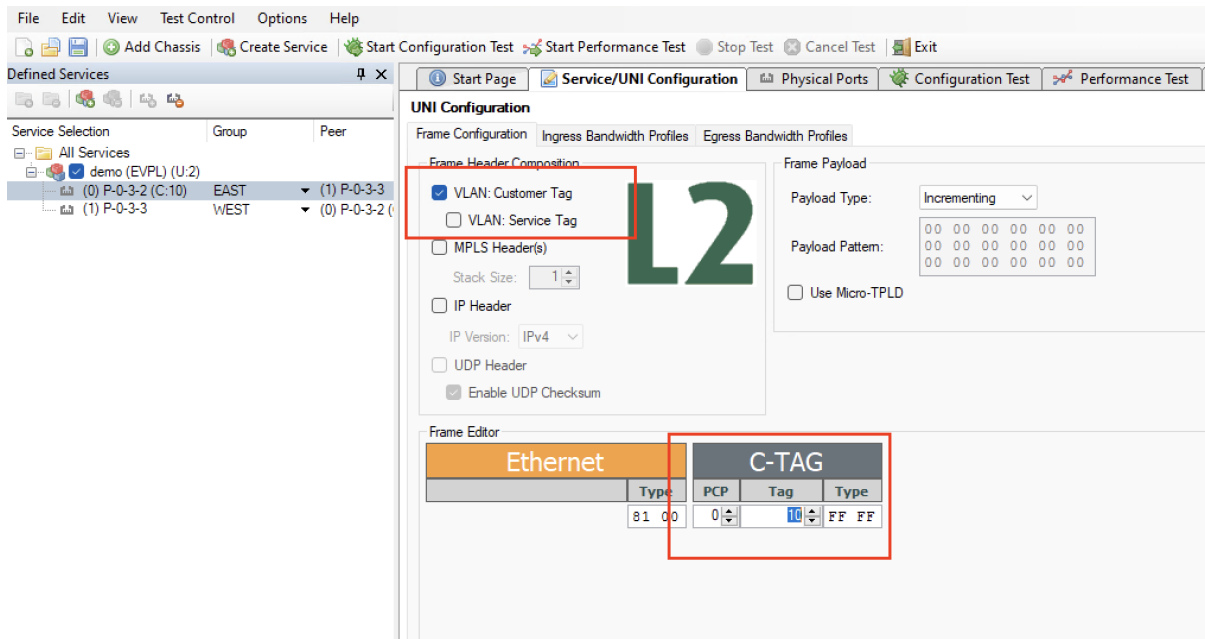 File Edit View Test Control Options Help
Add Chassis Create Service Start Configuration Test Start Performance Test Stop Test Cancel Test Exit
Defined Services
Start Page Service/UNI Configuration Physical Ports Configuration Test Performance Test
UNI Configuration
Service Selection Group Peer
Frame Configuration Ingress Bandwidth Profiles Egress Bandwidth Profiles
All Services
demo (EVPL) (U:2)
(0) P-0-3-2 (C:10) EAST (1) P-0-3-3
(1) P-0-3-3 WEST (0) P-0-3-2 (
Frame Header Composition
VLAN: Customer Tag
VLAN: Service Tag
L2
MPLS Header(s)
Stack Size: 1
IP Header
IP Version: IPv4
UDP Header
Enable UDP Checksum
Frame Payload
Payload Type: Incrementing
Payload Pattern:
00 00 00 00 00 00
00 00 00 00 00 00
00 00 00 00 00 00
Use Micro-TPLD
Frame Editor
Ethernet C-TAG
Type PCP Tag Type
81 00 0 10 FF FF